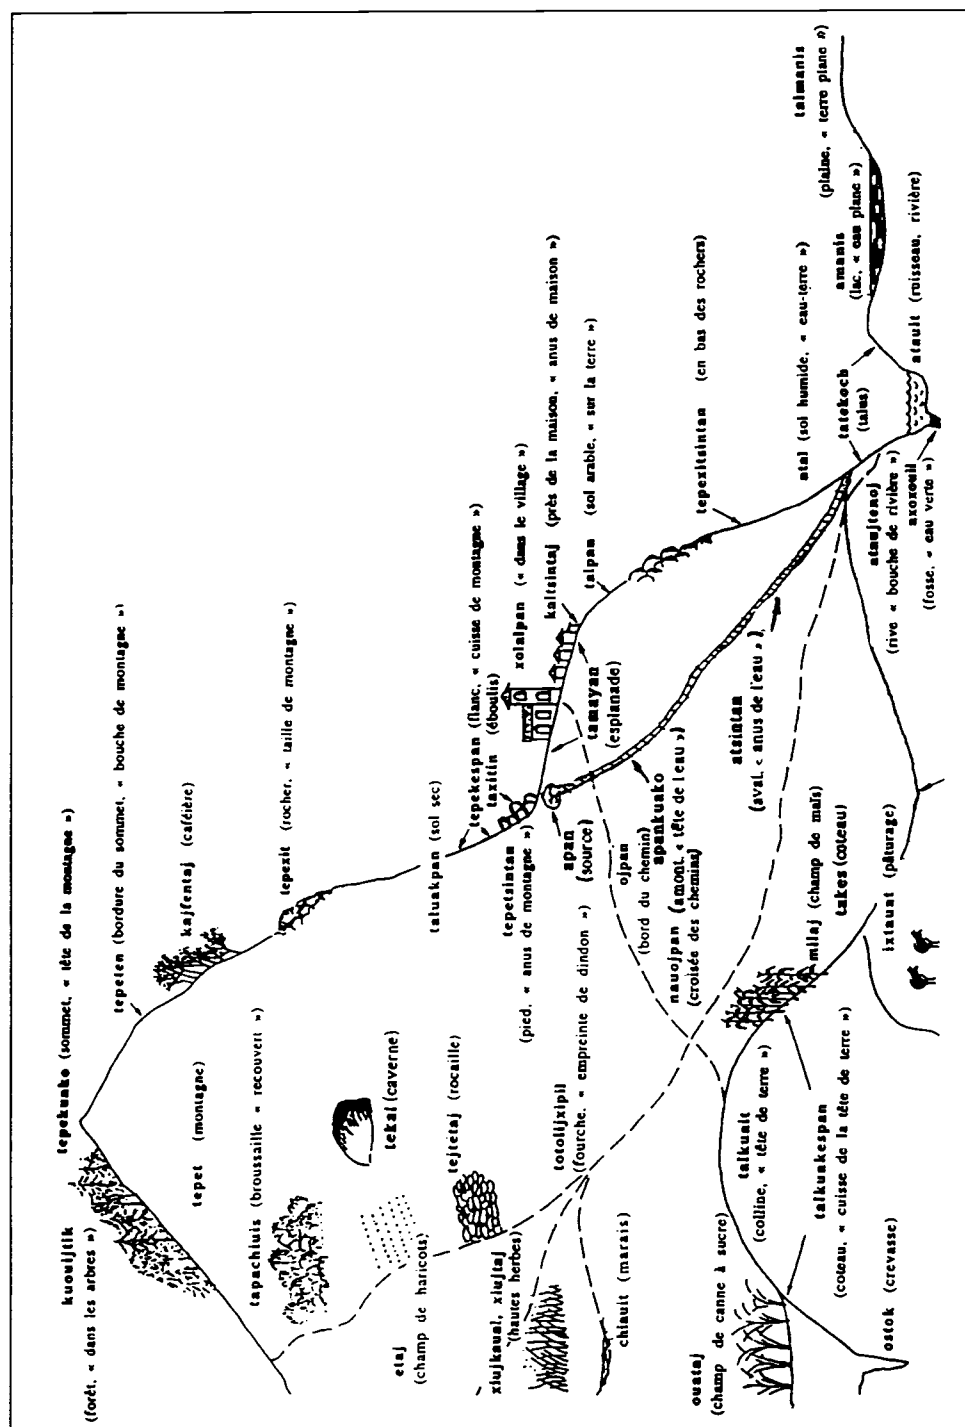 kuouijtik
(forêt, « dans les arbres »)
tepekuako (sommet, « tête de la montagne »)
tepeten (bordure du sommet, « bouche de montagne »)
kajfentaj (caféière)
tepexit (rocher, « taille de montagne »)
tepet (montagne)
tapachiuis (broussaille « recouvert »)
tekal (caverne)
etaj
(champ de haricots)
tejtetaj (rocaille)
xiujkaual, xiujtaj
(hautes herbes)
totolijxipil
(fourche, « empreinte de dindon »)
chiauit (marais)
taluakpan (sol sec)
tepekespan (flanc, « cuisse de montagne »)
taxitin (éboulis)
tepetsintan
(pied, « anus de montagne »)
apan
(source)
xolalpan (« dans le village »)
kaltsintaj (près de la maison, « anus de maison »)
talpan (sol arable, « sur la terre »)
tamayan
(esplanade)
ojpan
(bord du chemin)
apankuako
(amont, « tête de l'eau »)
nauojpan
(croisée des chemins)
tepexitsintan (en bas des rochers)
atsintan
(aval, « anus de l'eau »)
atal (sol humide, « eau-terre »)
tatekoch
(talus)
ataujtenoj
(rive « bouche de rivière »)
axoxouil
(fosse, « eau verte »)
atauit (ruisseau, rivière)
amanis
(lac, « eau plane »)
talmanis
(plaine, « terre plane »)
ouataj
(champ de canne à sucre)
talkuait
(colline, « tête de terre »)
talkuakespan
(coteau, « cuisse de la tête de terre »)
ostok (crevasse)
milaj (champ de maïs)
takes (coteau)
ixtauat (pâturage)